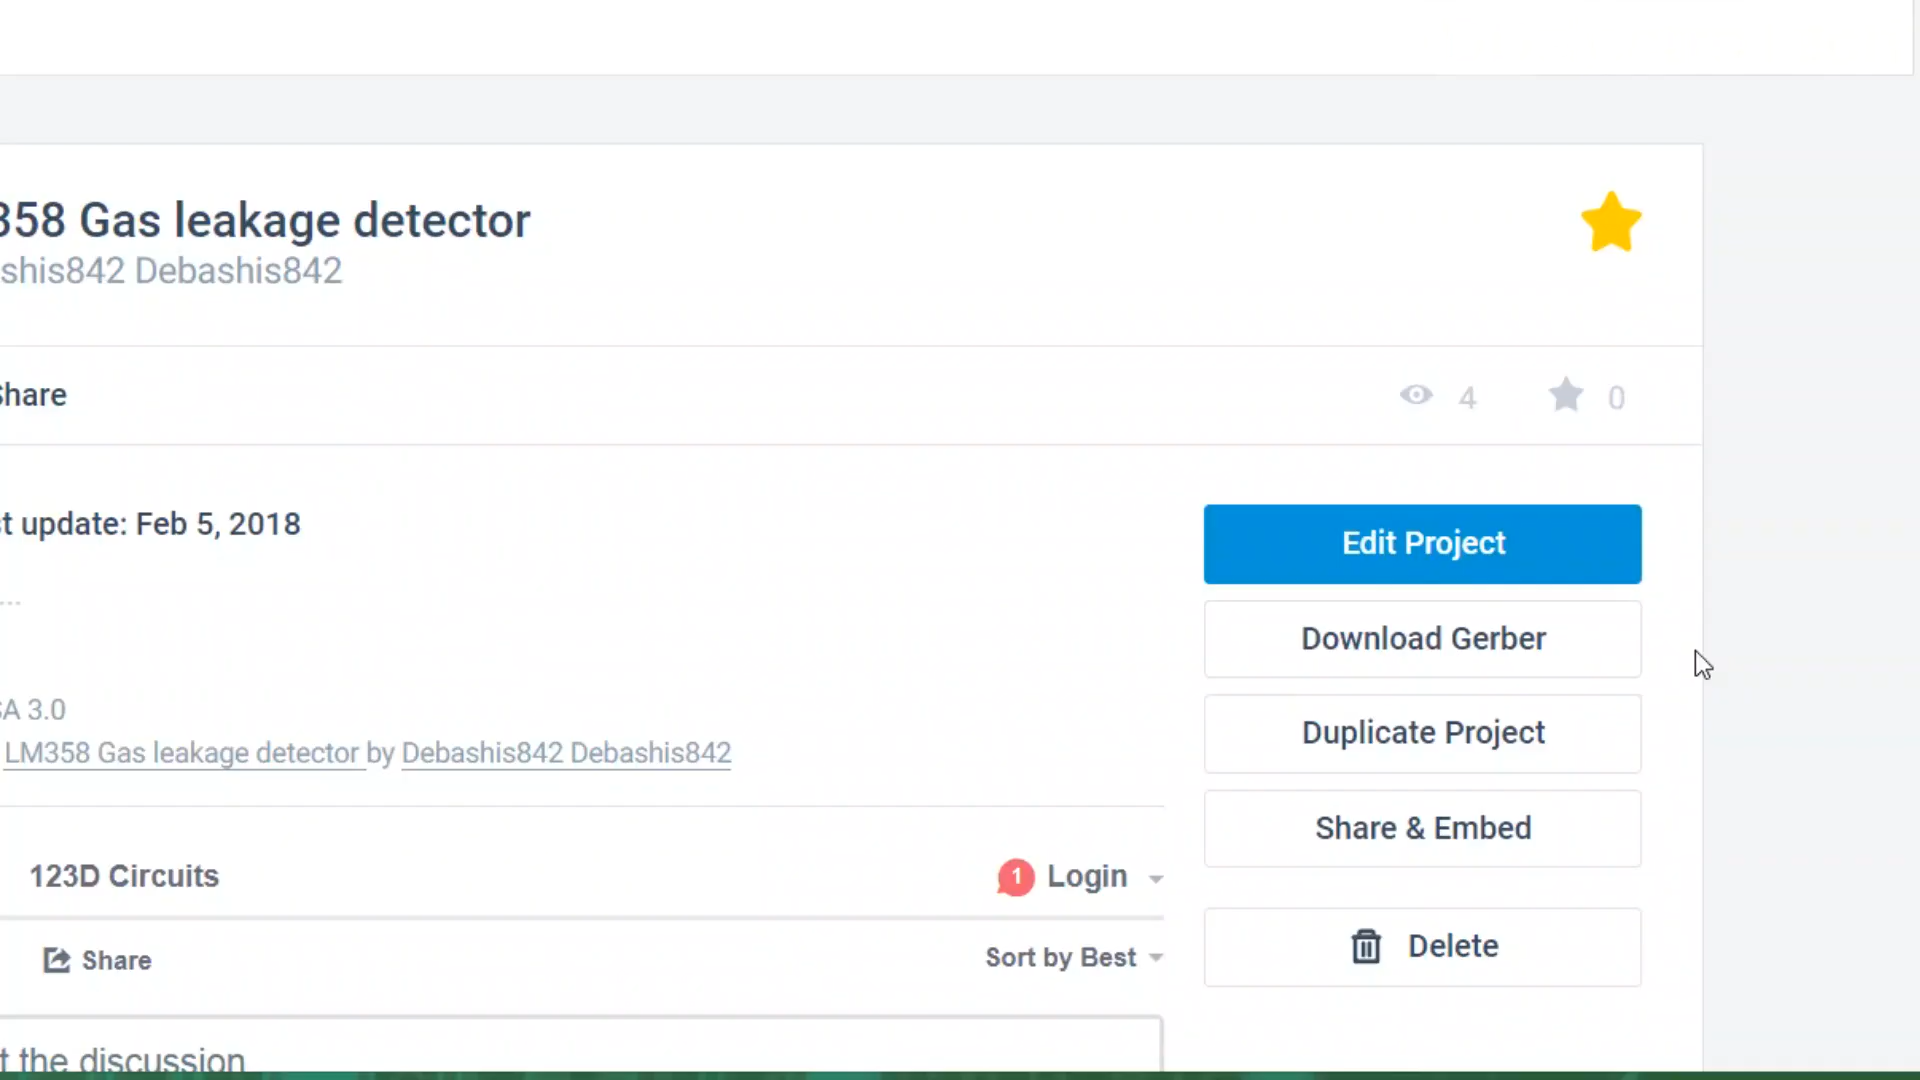 358 Gas leakage detector
shis842 Debashis842
Share
4
0
t update: Feb 5, 2018
...
Edit Project
Download Gerber
Duplicate Project
Share & Embed
Delete
SA 3.0
LM358 Gas leakage detector by Debashis842 Debashis842
123D Circuits
1 Login
Share
Sort by Best
t the discussion